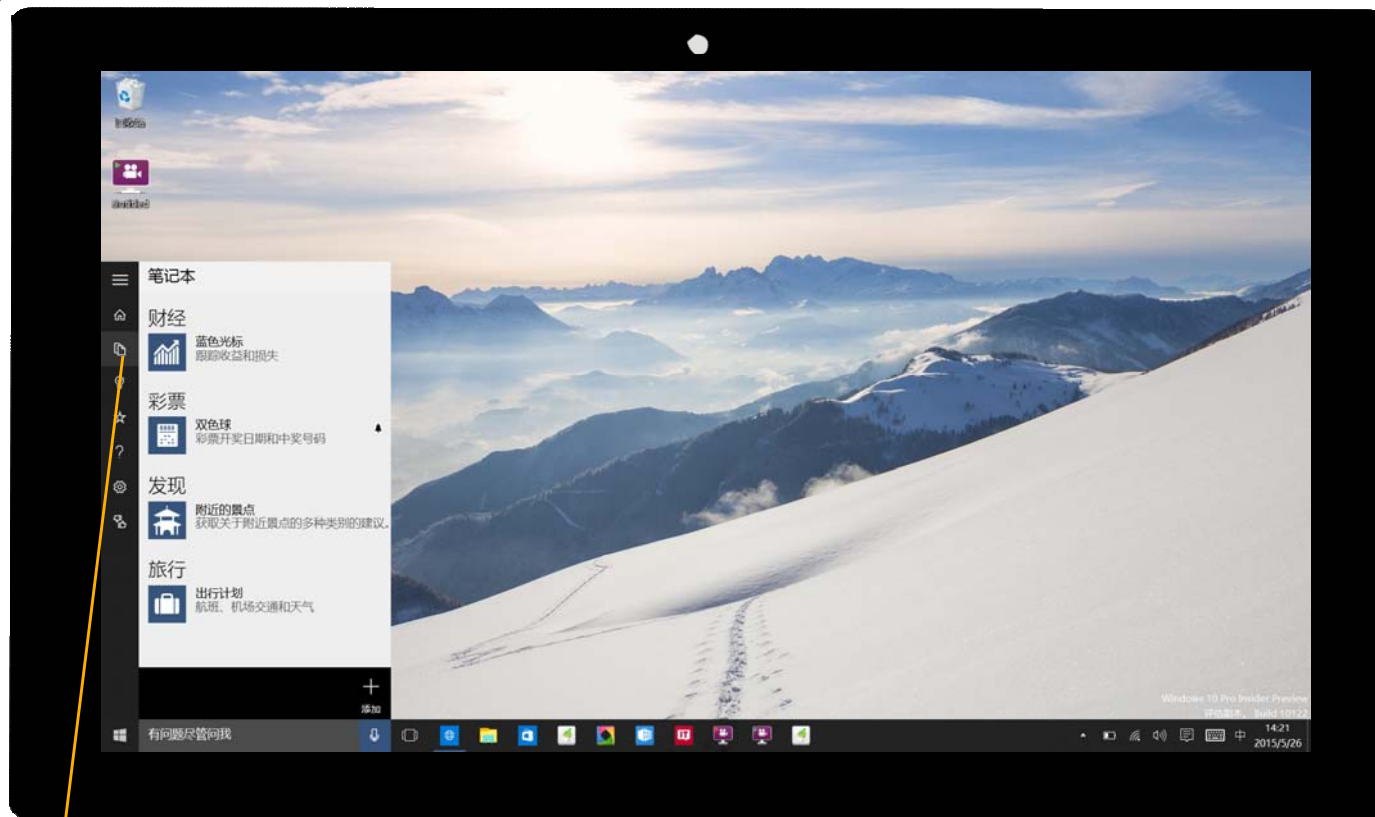 笔记本
财经
蓝色光标
跟踪收益和损失
彩票
双色球
彩票开奖日期和中奖号码
发现
附近的景点
获取关于附近景点的多种类别的建议。
旅行
出行计划
航班、机场交通和天气
添加
有问题尽管问我
Windows 10 Pro Insider Preview
评估副本。 Build 10122
中
14:21
2015/5/26